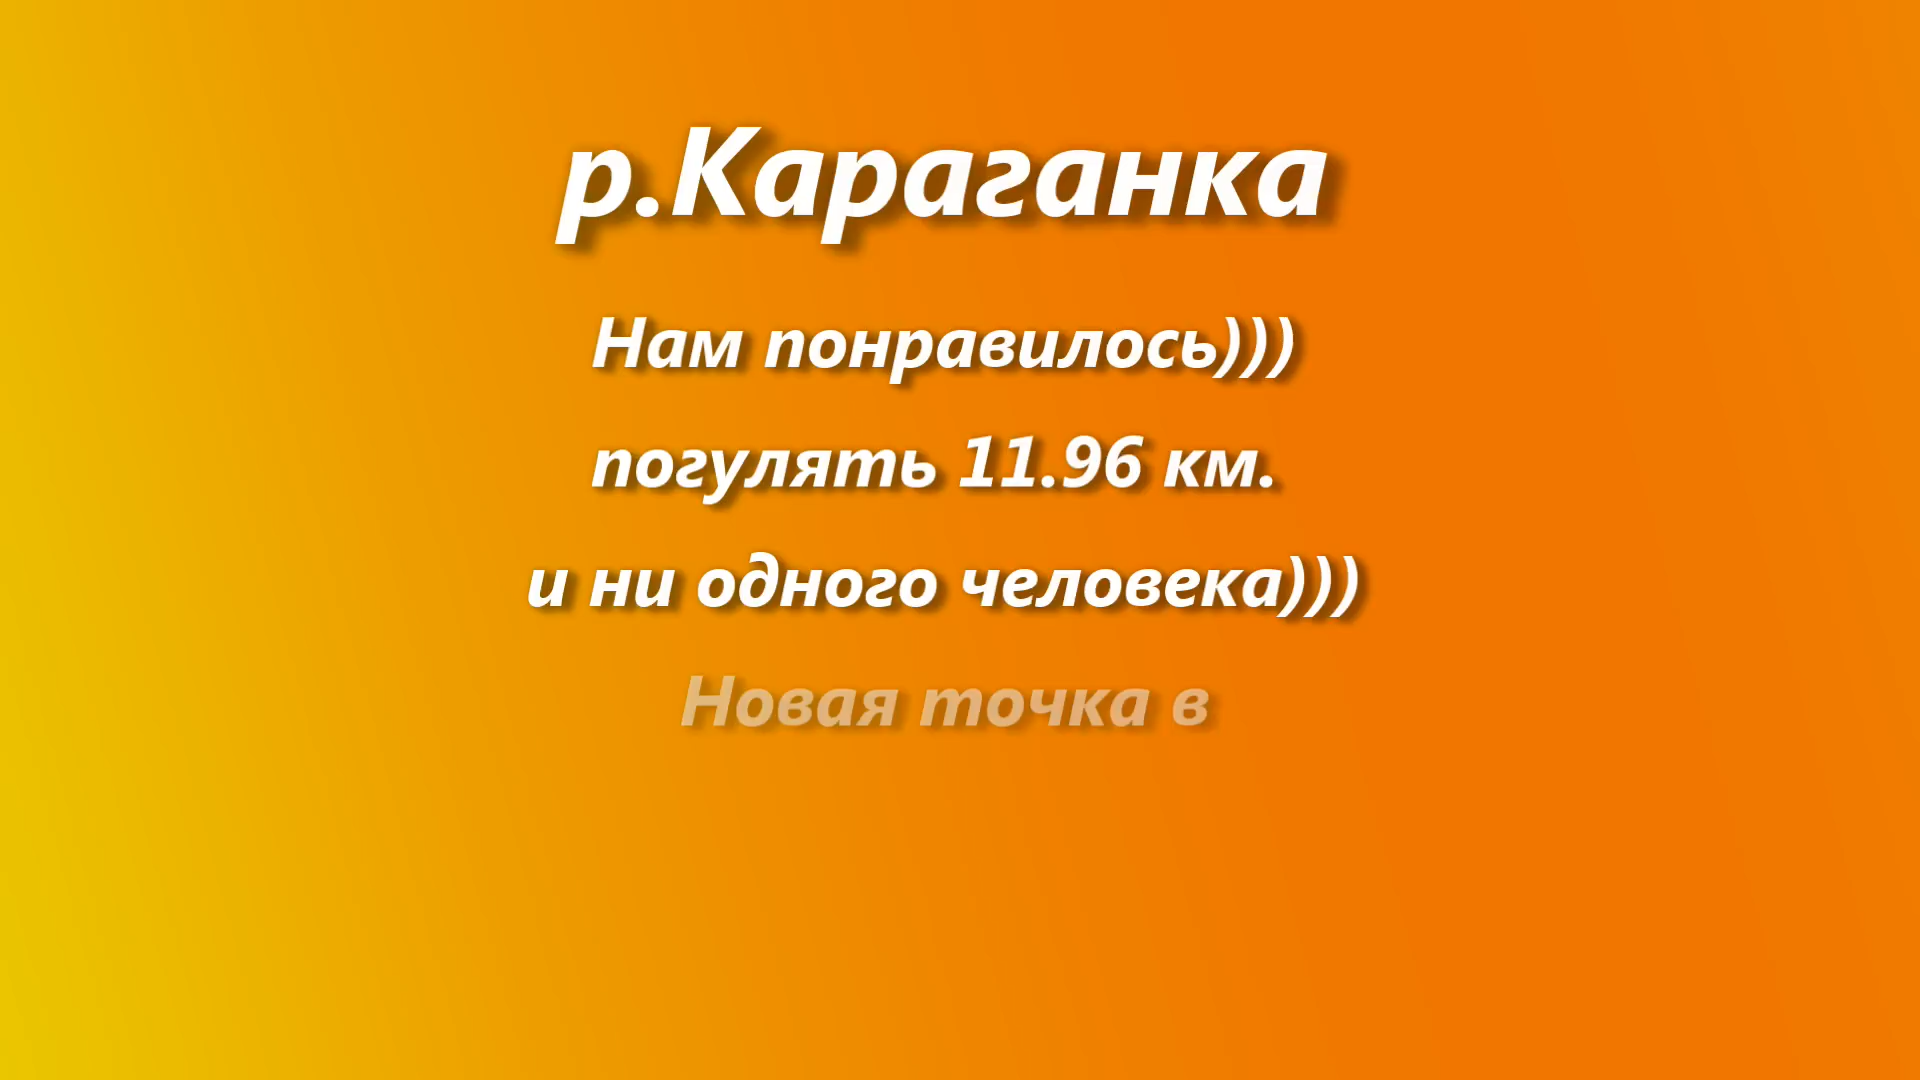 р.Караганка
Нам понравилось)))
погулять 11.96 км.
и ни одного человека)))
Новая точка в